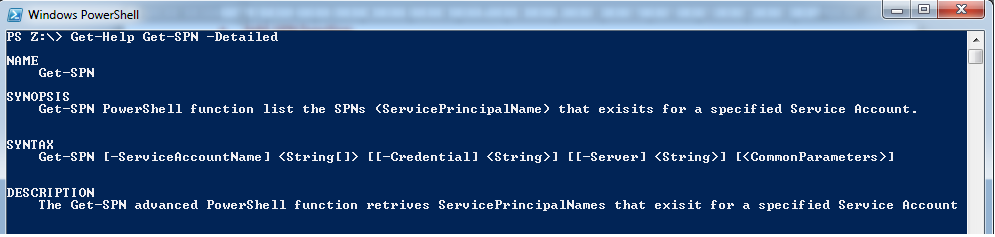 Windows PowerShell
PS Z:\> Get-Help Get-SPN -Detailed
NAME
Get-SPN
SYNOPSIS
Get-SPN PowerShell function list the SPNs <ServicePrincipalName> that exisits for a specified Service Account.
SYNTAX
Get-SPN [-ServiceAccountName] <String[]> [[-Credential] <String>] [[-Server] <String>] [<CommonParameters>]
DESCRIPTION
The Get-SPN advanced PowerShell function retrives ServicePrincipalNames that exisit for a specified Service Account